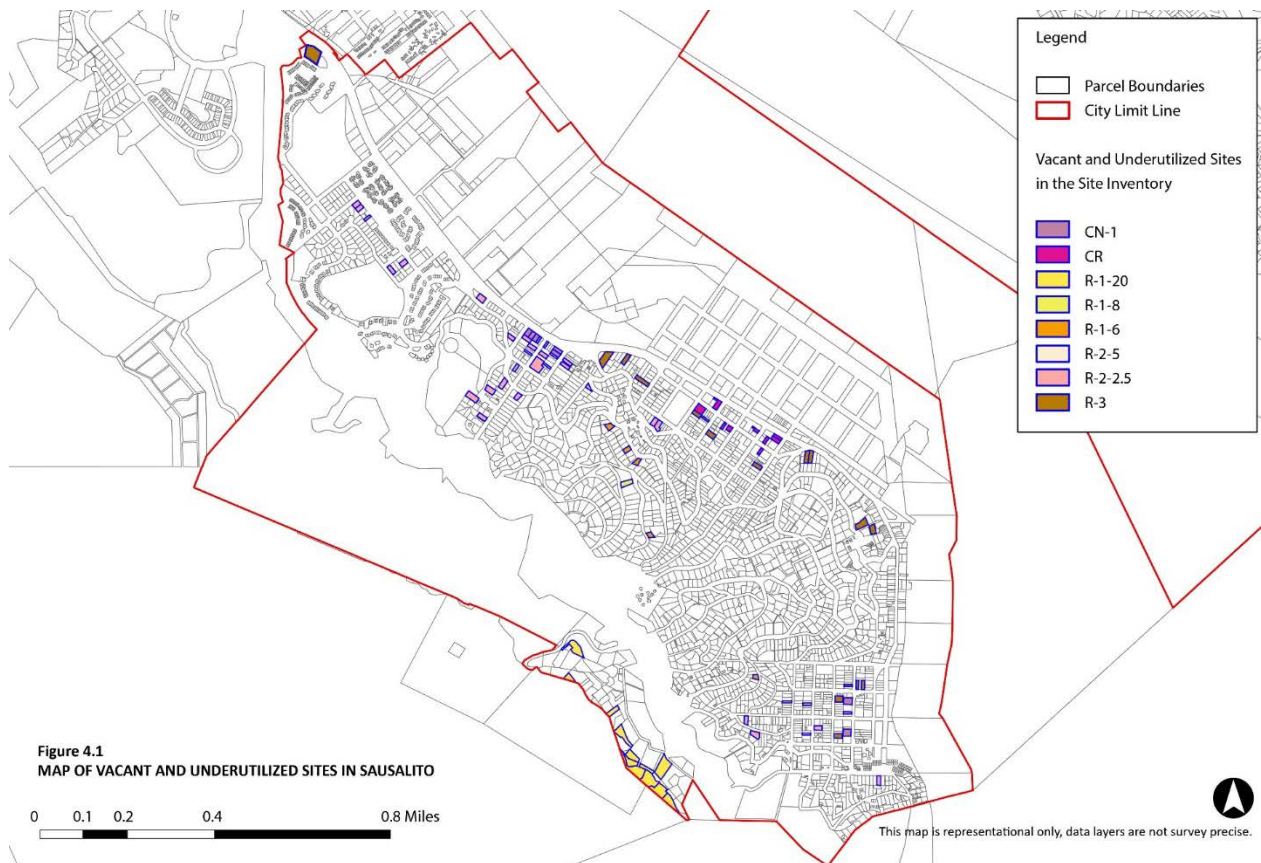 Legend
Parcel Boundaries
City Limit Line
Vacant and Underutilized Sites
in the Site Inventory
CN-1
CR
R-1-20
R-1-8
R-1-6
R-2-5
R-2-2.5
R-3
Figure 4.1
MAP OF VACANT AND UNDERUTILIZED SITES IN SAUSALITO
0 0.1 0.2 0.4 0.8 Miles
This map is representational only, data layers are not survey precise.